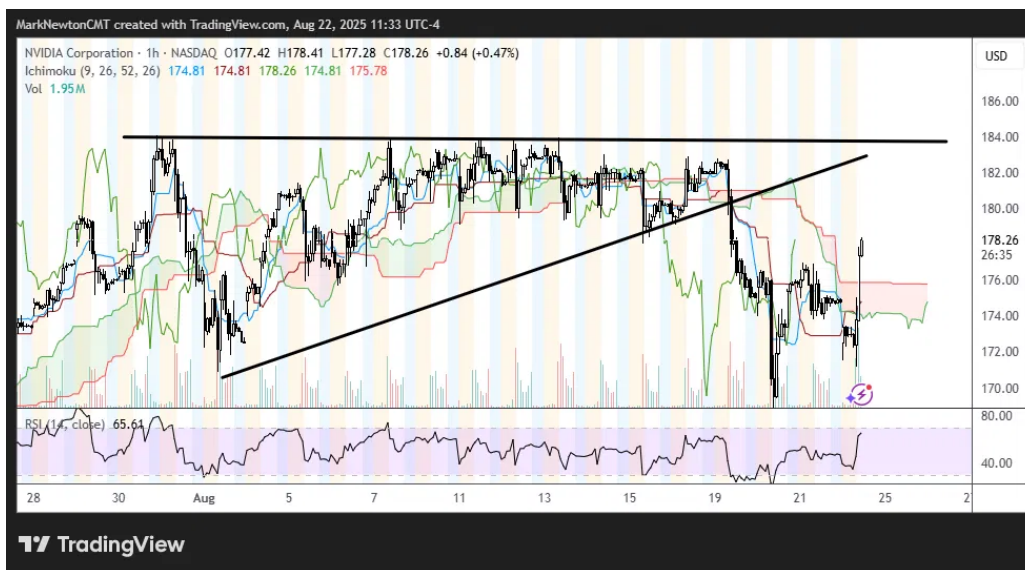 MarkNewtonCMT created with TradingView.com, Aug 22, 2025 11:33 UTC-4
NVIDIA Corporation · 1h · NASDAQ O177.42 H178.41 L177.28 C178.26 +0.84 (+0.47%)
USD
Ichimoku (9, 26, 52, 26) 174.81 174.81 178.26 174.81 175.78
Vol 1.95M
186.00
184.00
182.00
180.00
178.26
26:35
176.00
174.00
172.00
170.00
RSI (14, close) 65.61
80.00
40.00
28 30 Aug 5 7 11 13 15 19 21 25 2
TradingView